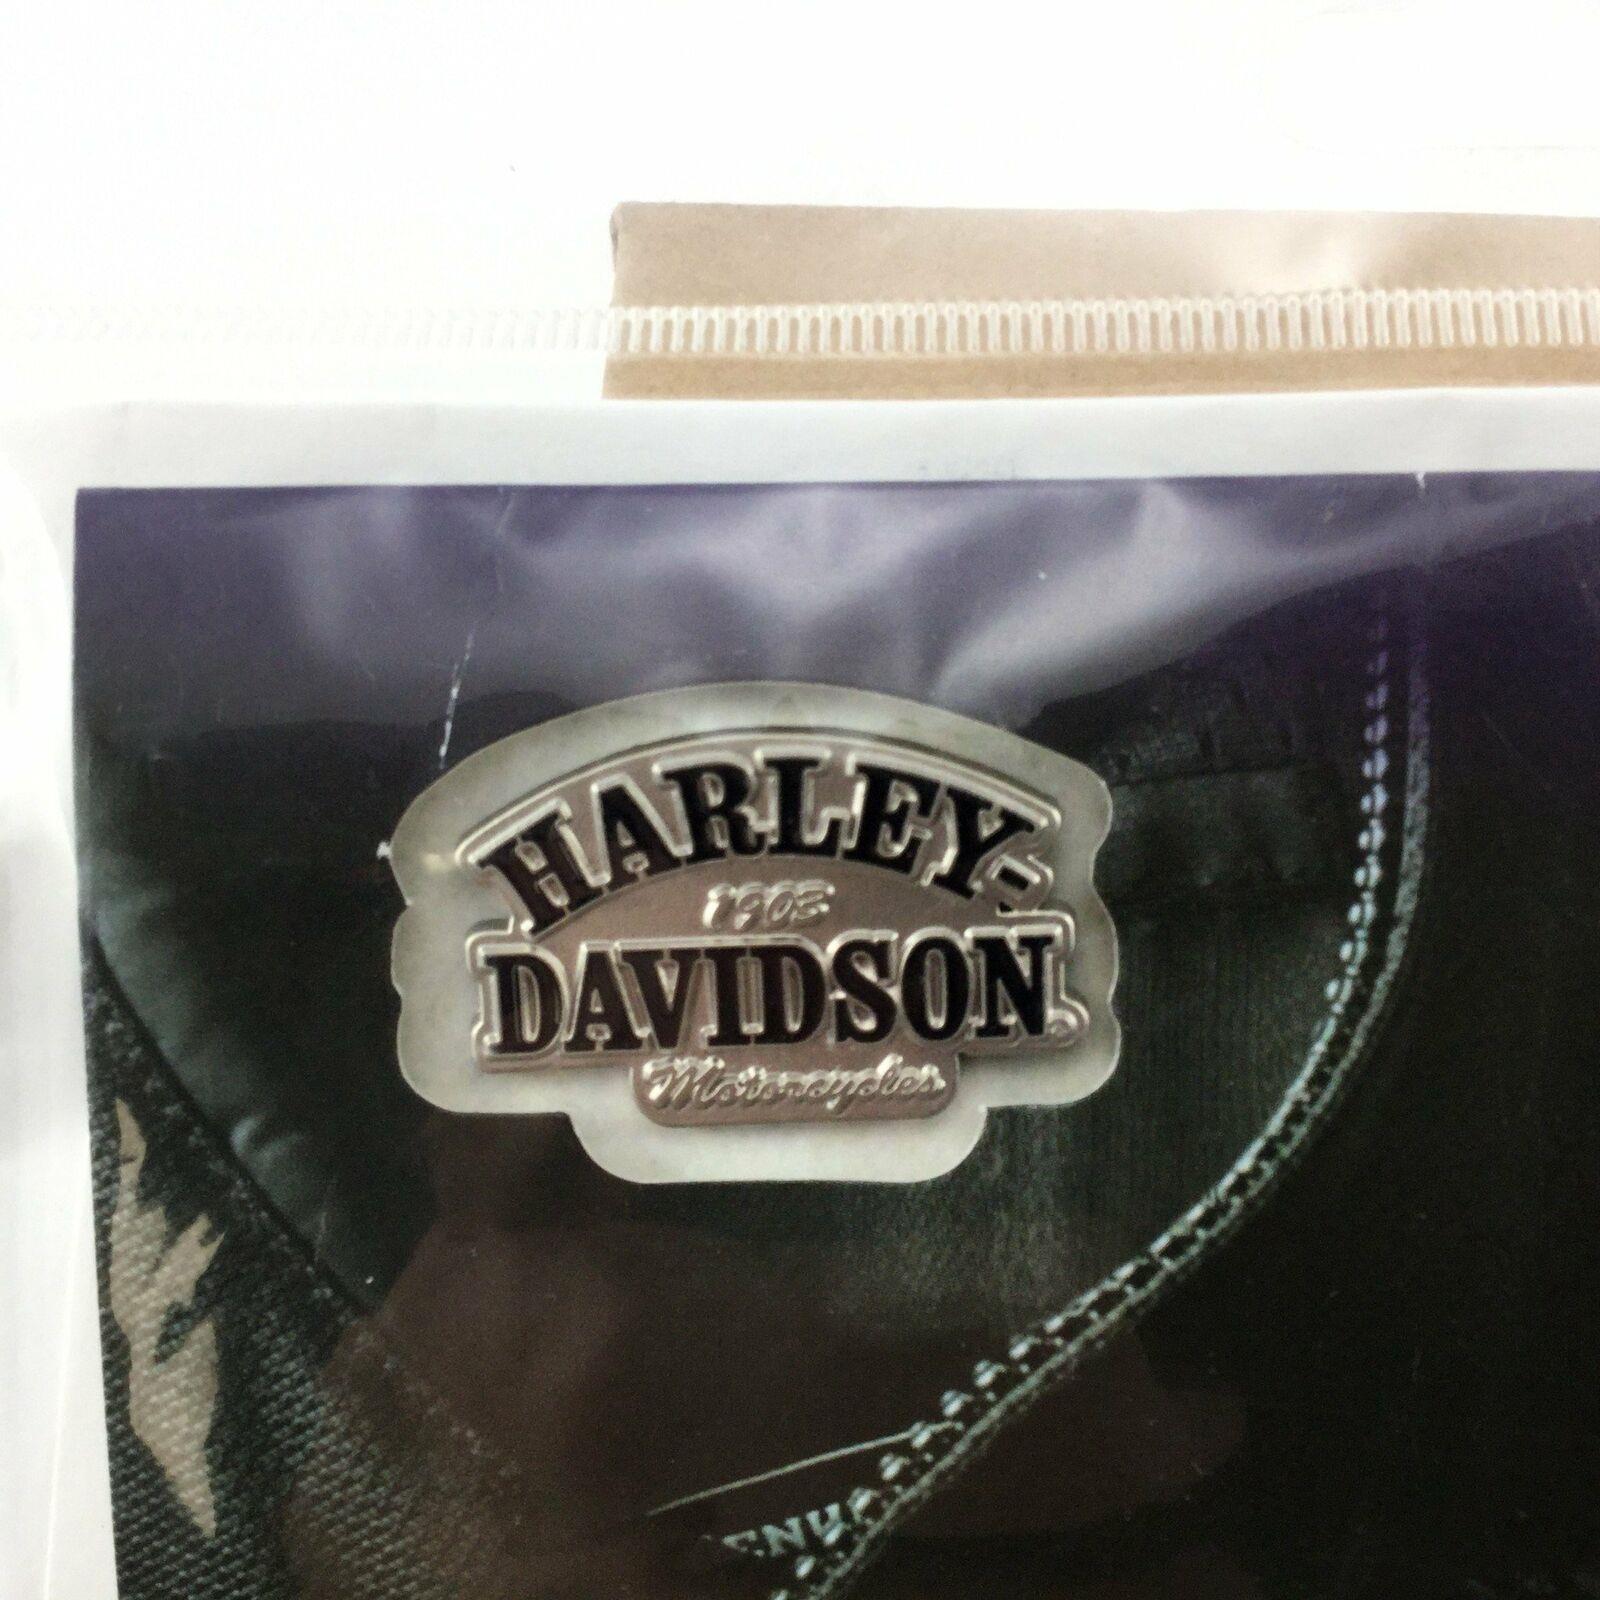 HARLEY-
1903
DAVIDSON®
Motorcycles